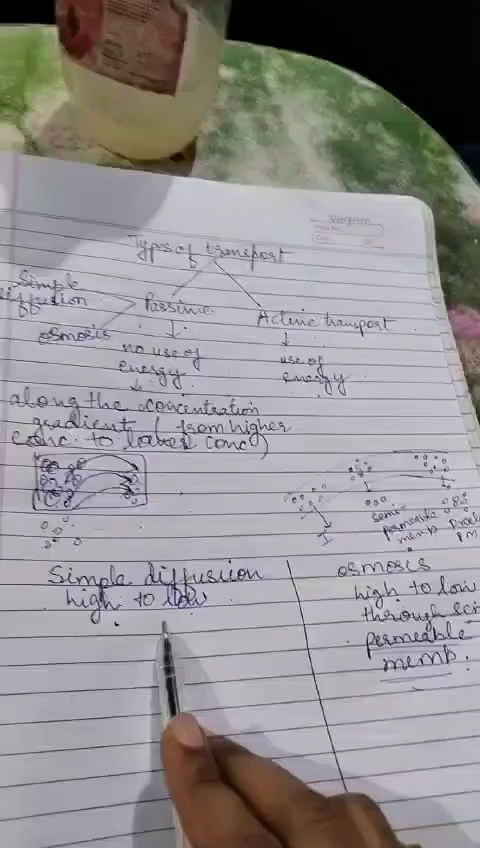 Types of transport
Simple
diffusion
Passive
Active transport
osmosis
no use of
energy
use of
energy
along the concentration
gradient (from higher
conc. to lower conc)
semi
permeable
memb
Simple diffusion
high to low
osmosis
high to low
through
permeable
memb.